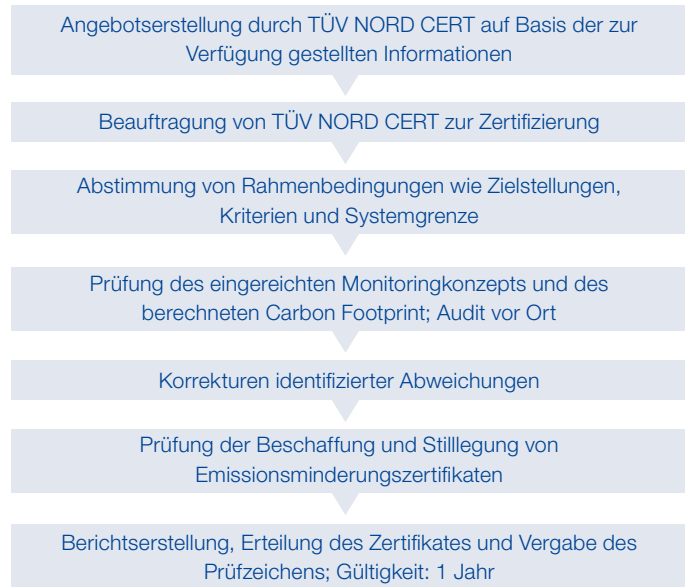 Angebotserstellung durch TÜV NORD CERT auf Basis der zur
Verfügung gestellten Informationen
Beauftragung von TÜV NORD CERT zur Zertifizierung
Abstimmung von Rahmenbedingungen wie Zielstellungen,
Kriterien und Systemgrenze
Prüfung des eingereichten Monitoringkonzepts und des
berechneten Carbon Footprint; Audit vor Ort
Korrekturen identifizierter Abweichungen
Prüfung der Beschaffung und Stilllegung von
Emissionsminderungszertifikaten
Berichtserstellung, Erteilung des Zertifikates und Vergabe des
Prüfzeichens; Gültigkeit: 1 Jahr